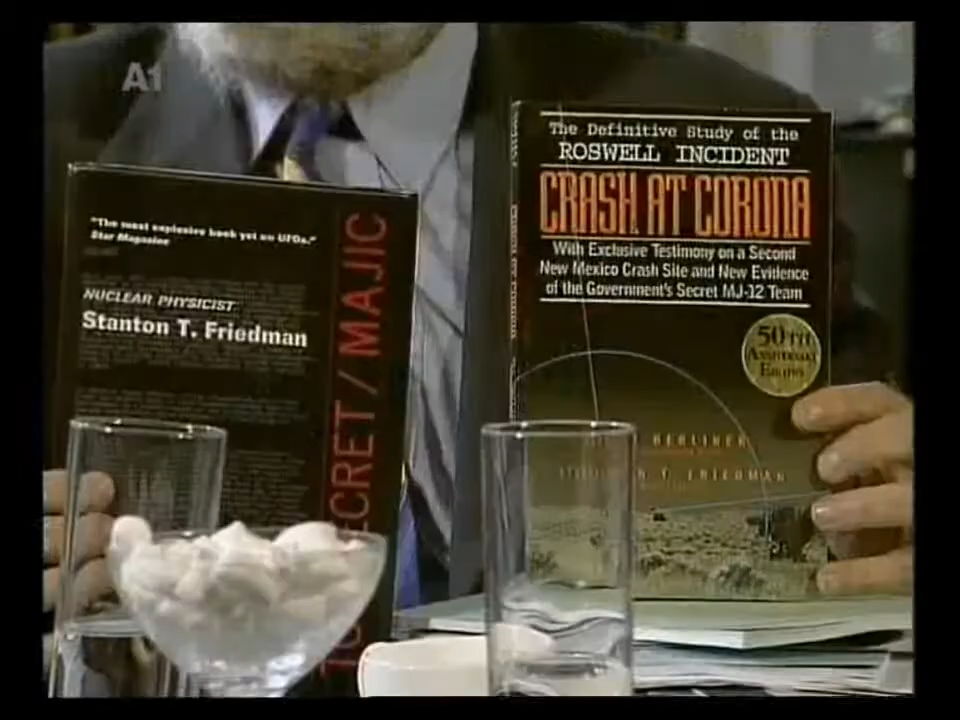 A1
"The most explosive book yet on UFOs."
Star Magazine
NUCLEAR PHYSICIST
Stanton T. Friedman
TOP SECRET / MAJIC
The Definitive Study of the
ROSWELL INCIDENT
CRASH AT CORONA
With Exclusive Testimony on a Second
New Mexico Crash Site and New Evidence
of the Government's Secret MJ-12 Team
50TH
Anniversary
Edition
BERLINER
T. FRIEDMAN